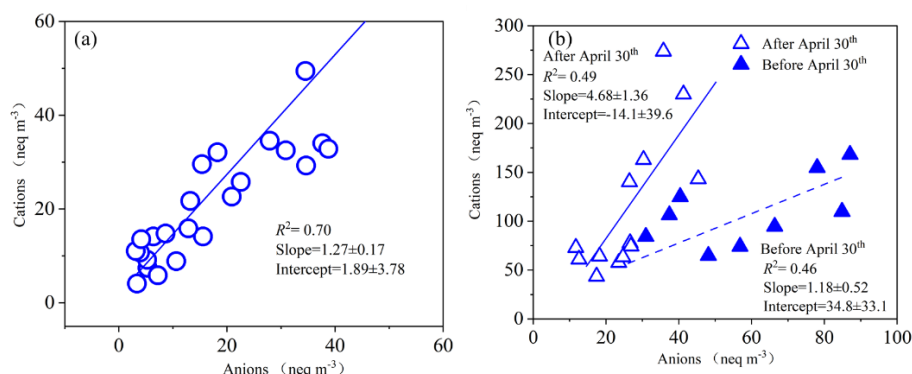 (a)
60
40
20
0
Cations （neq m-3）
R2= 0.70
Slope=1.27±0.17
Intercept=1.89±3.78
0 20 40 60
Anions （neq m-3）
(b)
300
250
200
150
100
50
0
Cations （neq m-3）
After April 30th
R2= 0.49
Slope=4.68±1.36
Intercept=-14.1±39.6
After April 30th
Before April 30th
Before April 30th
R2= 0.46
Slope=1.18±0.52
Intercept=34.8±33.1
0 20 40 60 80 100
Anions （neq m-3）